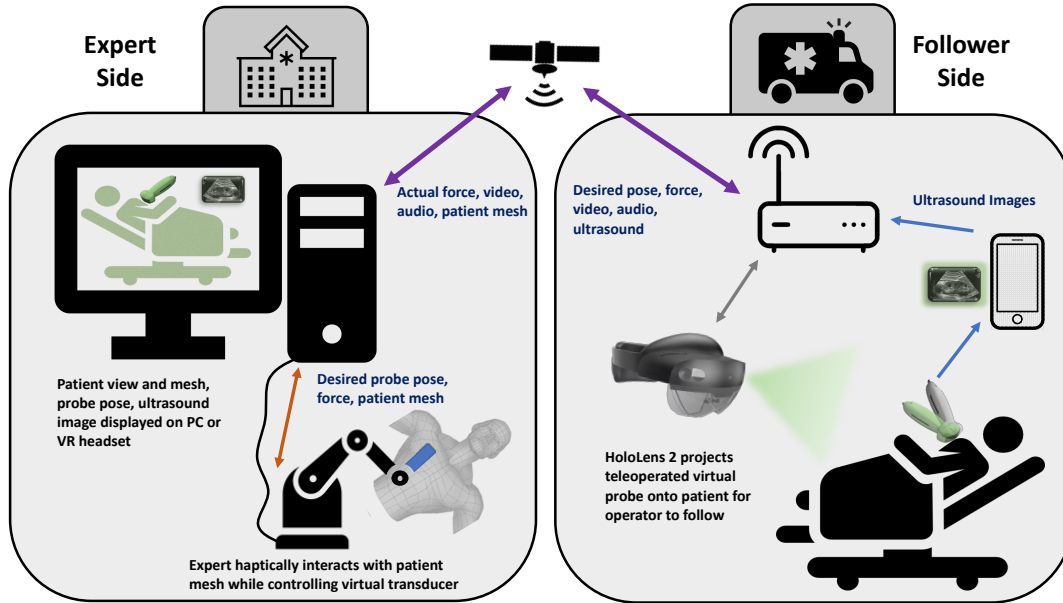 Expert
Side
Follower
Side
Actual force, video,
audio, patient mesh
Desired pose, force,
video, audio,
ultrasound
Ultrasound Images
Patient view and mesh,
probe pose, ultrasound
image displayed on PC or
VR headset
Desired probe pose,
force, patient mesh
HoloLens 2 projects
teleoperated virtual
probe onto patient for
operator to follow
Expert haptically interacts with patient
mesh while controlling virtual transducer